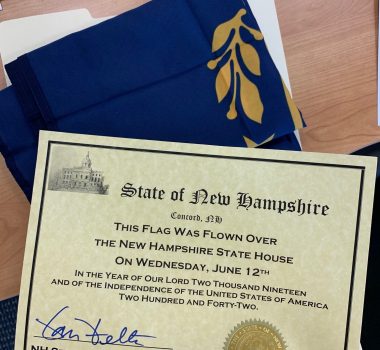 State of New Hampshire
Concord, NH
THIS FLAG WAS FLOWN OVER
THE NEW HAMPSHIRE STATE HOUSE
ON WEDNESDAY, JUNE 12TH
IN THE YEAR OF OUR LORD TWO THOUSAND NINETEEN
AND OF THE INDEPENDENCE OF THE UNITED STATES OF AMERICA
TWO HUNDRED AND FORTY-TWO.